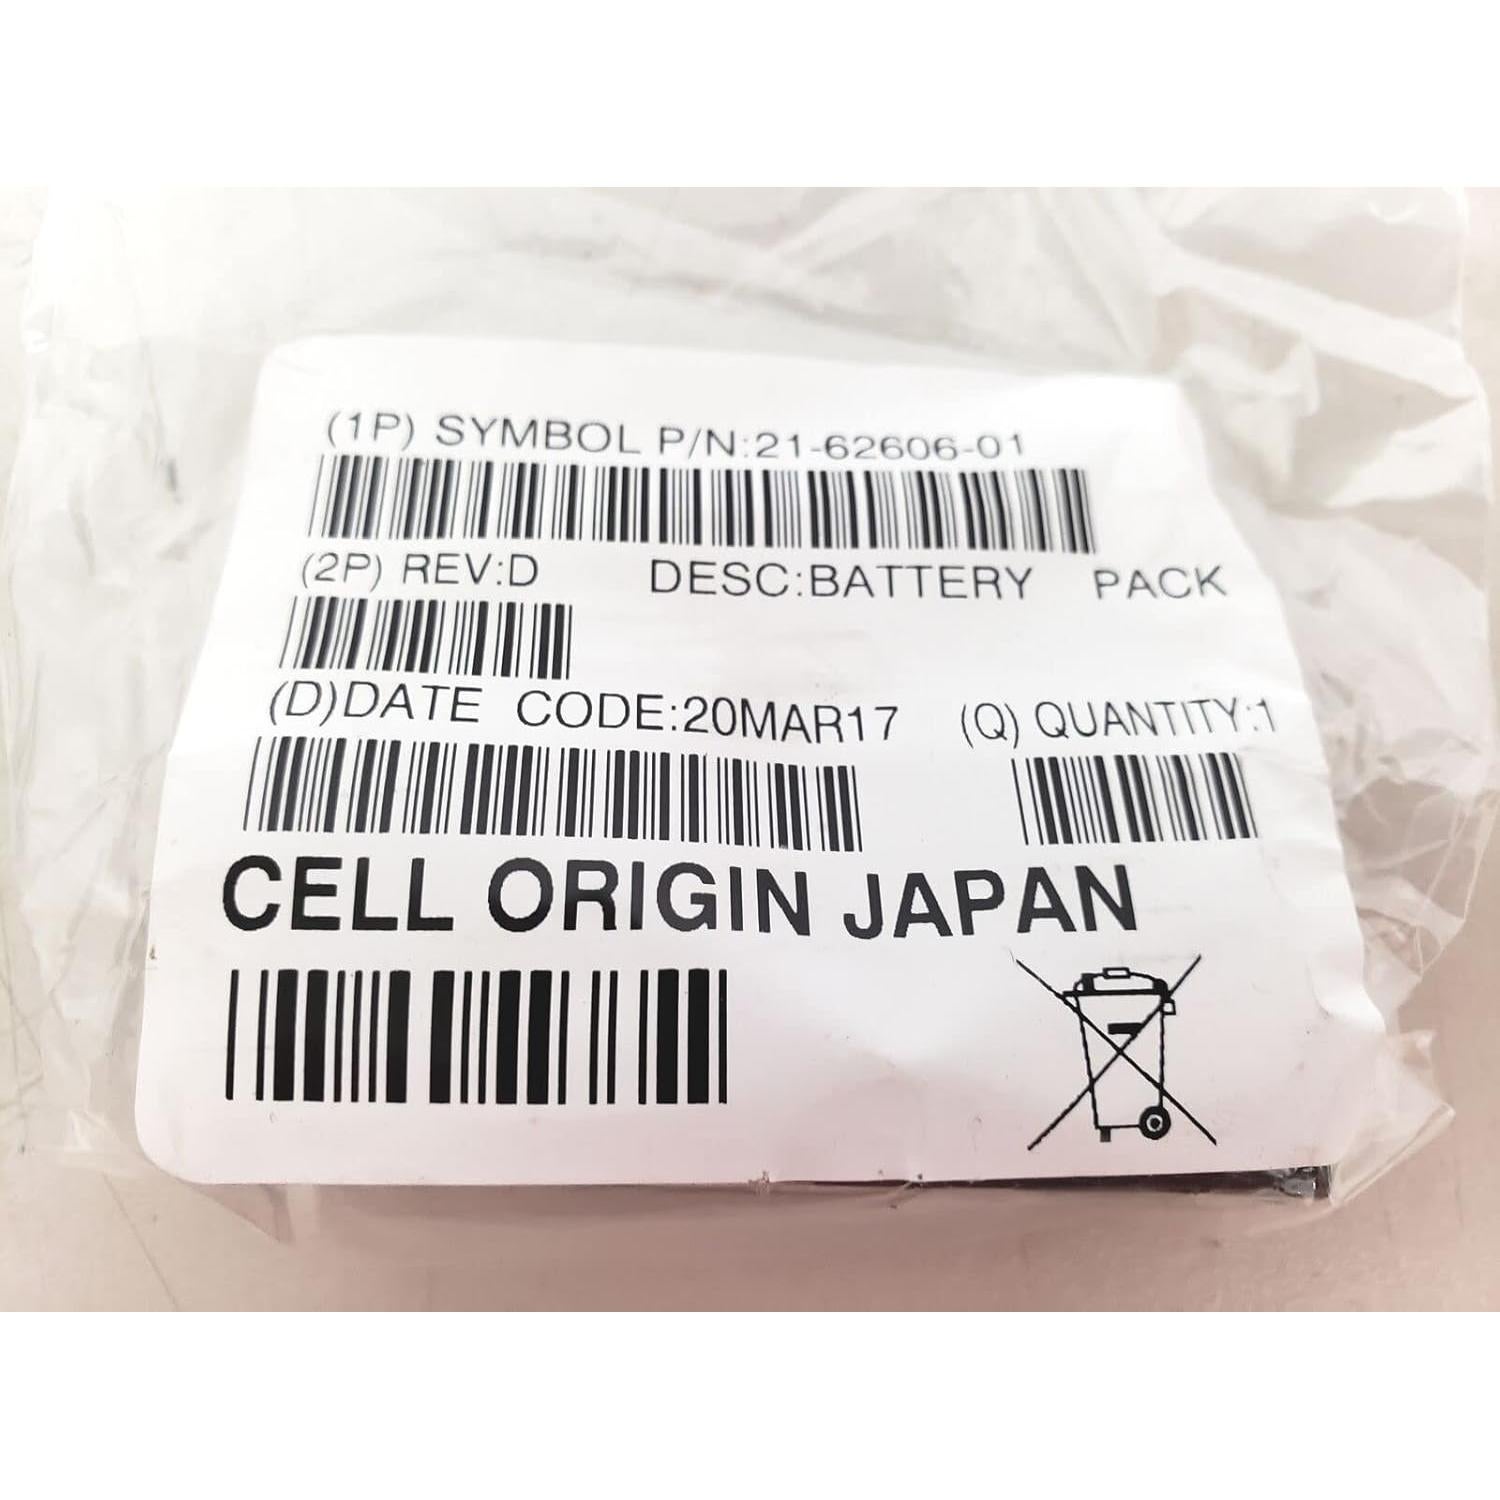 (1P) SYMBOL P/N:21-62606-01
(2P) REV:D DESC:BATTERY PACK
(D)DATE CODE:20MAR17 (Q) QUANTITY:1
CELL ORIGIN JAPAN